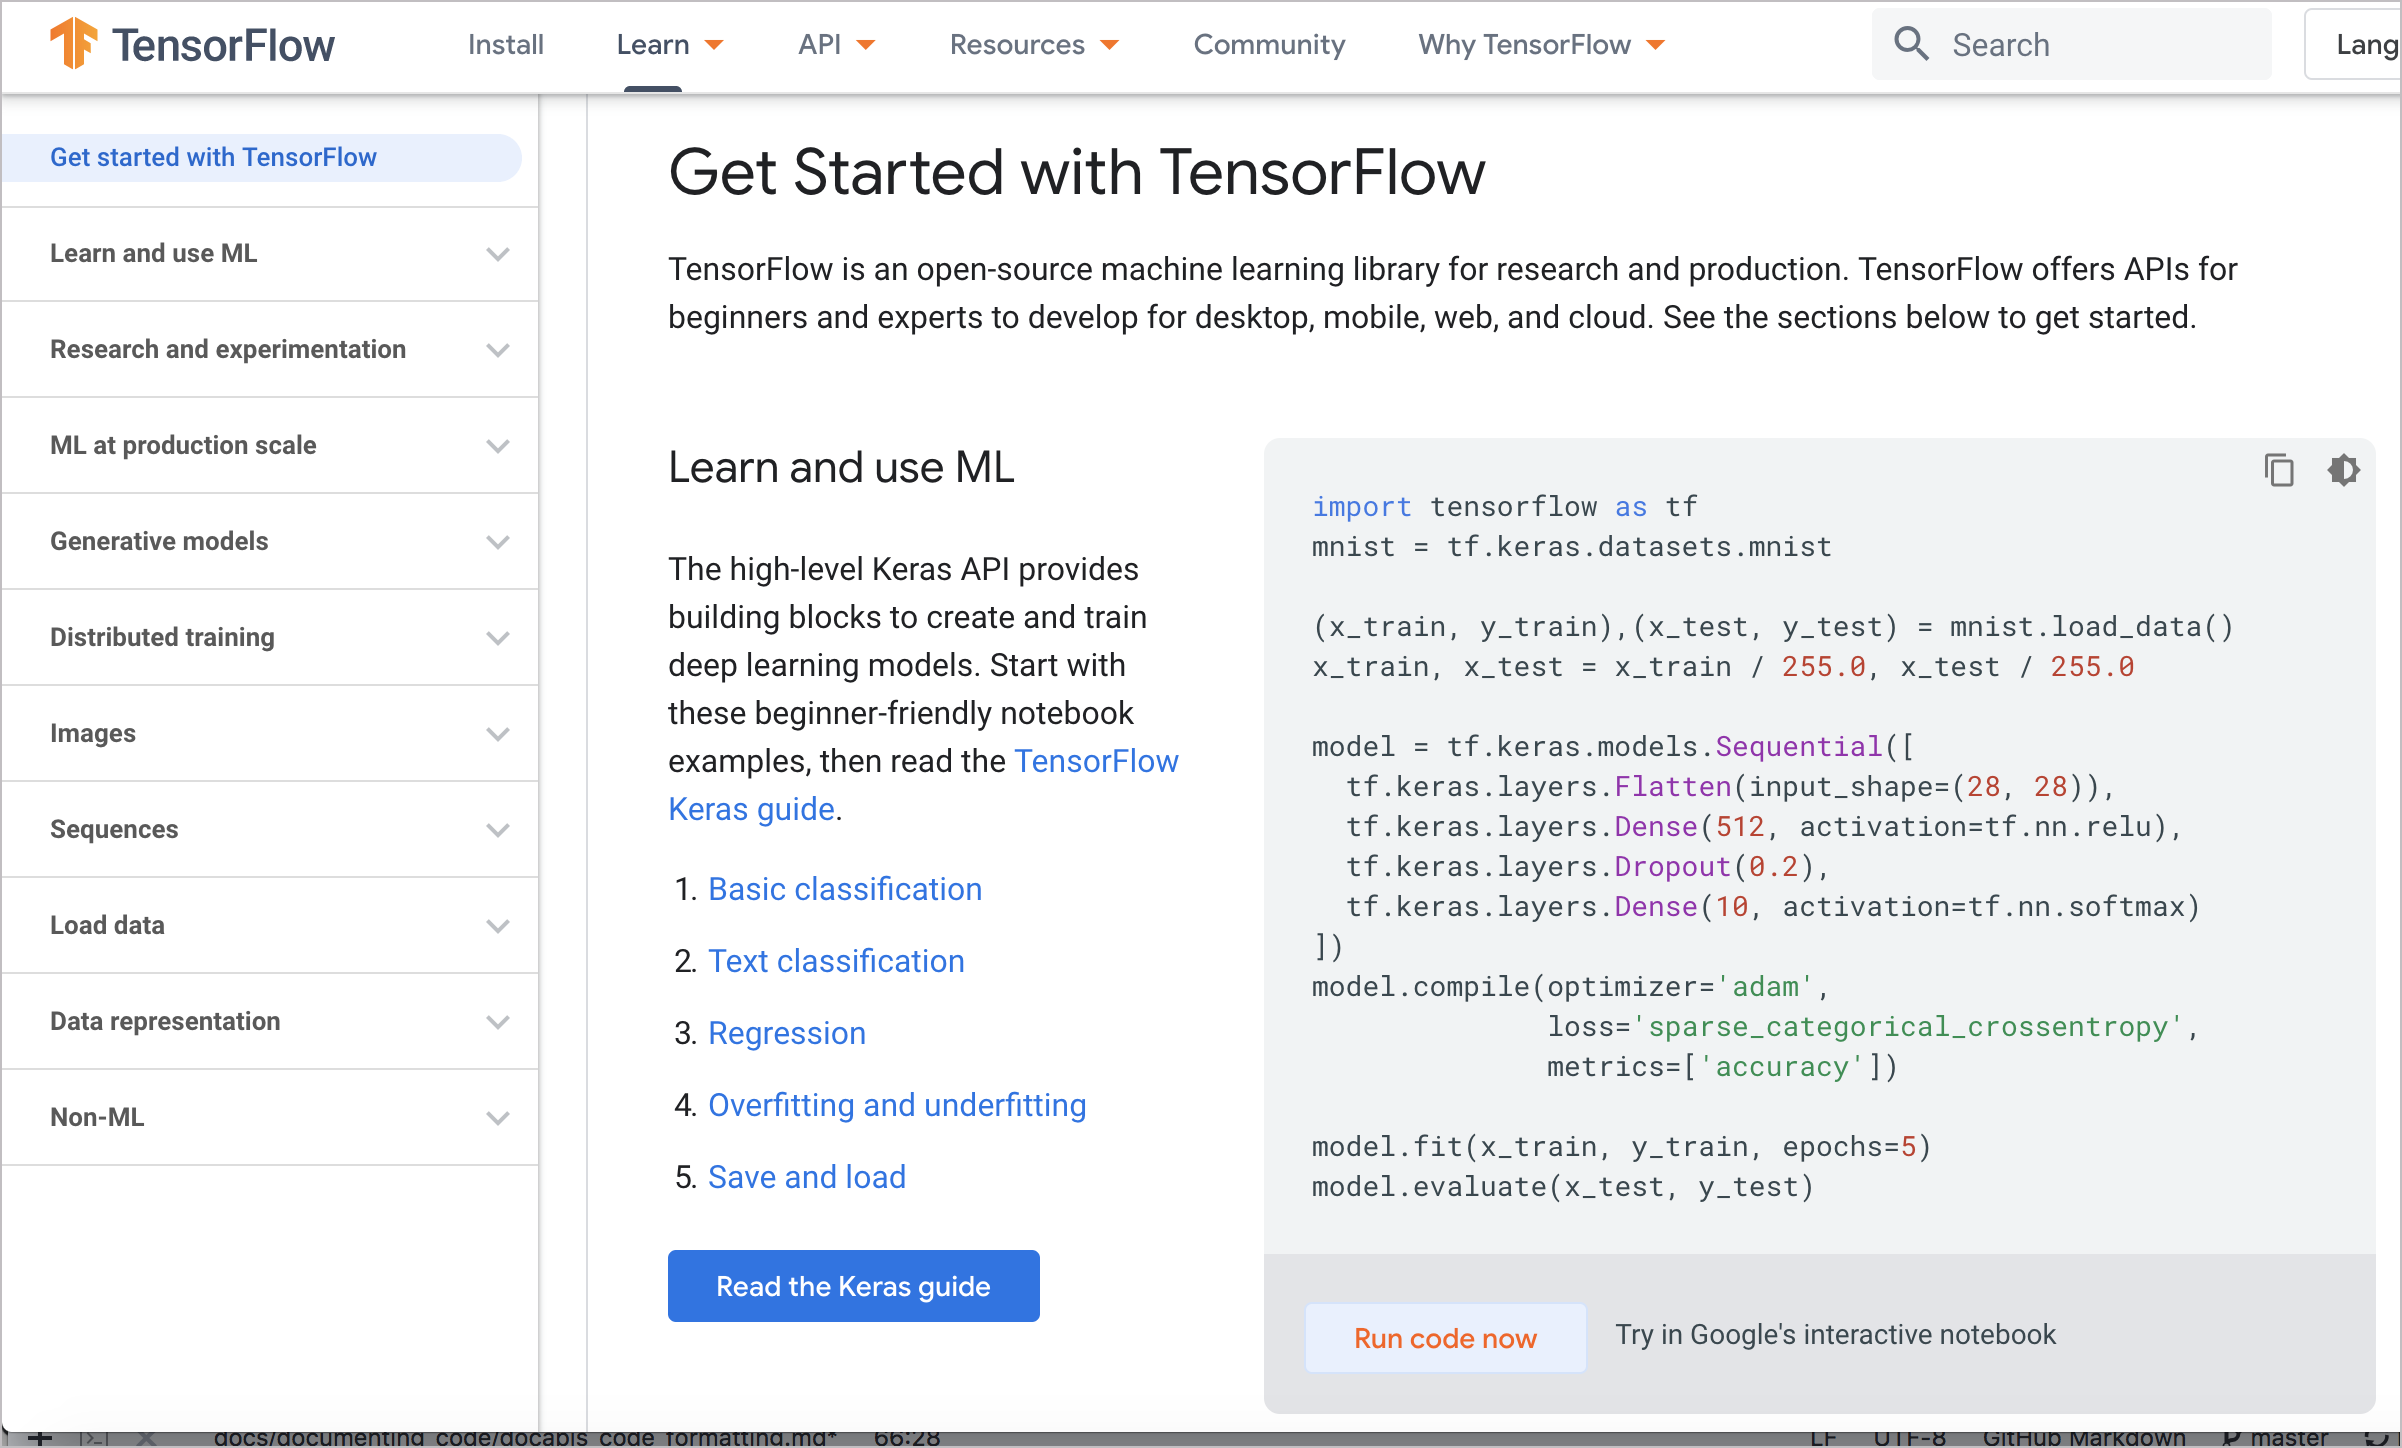 TensorFlow
Install
Learn
API
Resources
Community
Why TensorFlow
Search
Lang
Get started with TensorFlow
Learn and use ML
Research and experimentation
ML at production scale
Generative models
Distributed training
Images
Sequences
Load data
Data representation
Non-ML
Get Started with TensorFlow
TensorFlow is an open-source machine learning library for research and production. TensorFlow offers APIs for
beginners and experts to develop for desktop, mobile, web, and cloud. See the sections below to get started.
Learn and use ML
The high-level Keras API provides
building blocks to create and train
deep learning models. Start with
these beginner-friendly notebook
examples, then read the TensorFlow
Keras guide.
1. Basic classification
2. Text classification
3. Regression
4. Overfitting and underfitting
5. Save and load
Read the Keras guide
import tensorflow as tf
mnist = tf.keras.datasets.mnist
(x_train, y_train),(x_test, y_test) = mnist.load_data()
x_train, x_test = x_train / 255.0, x_test / 255.0
model = tf.keras.models.Sequential([
  tf.keras.layers.Flatten(input_shape=(28, 28)),
  tf.keras.layers.Dense(512, activation=tf.nn.relu),
  tf.keras.layers.Dropout(0.2),
  tf.keras.layers.Dense(10, activation=tf.nn.softmax)
])
model.compile(optimizer='adam',
              loss='sparse_categorical_crossentropy',
              metrics=['accuracy'])
model.fit(x_train, y_train, epochs=5)
model.evaluate(x_test, y_test)
Run code now
Try in Google's interactive notebook
66:28 LF UTF-8 GitHub Markdown master